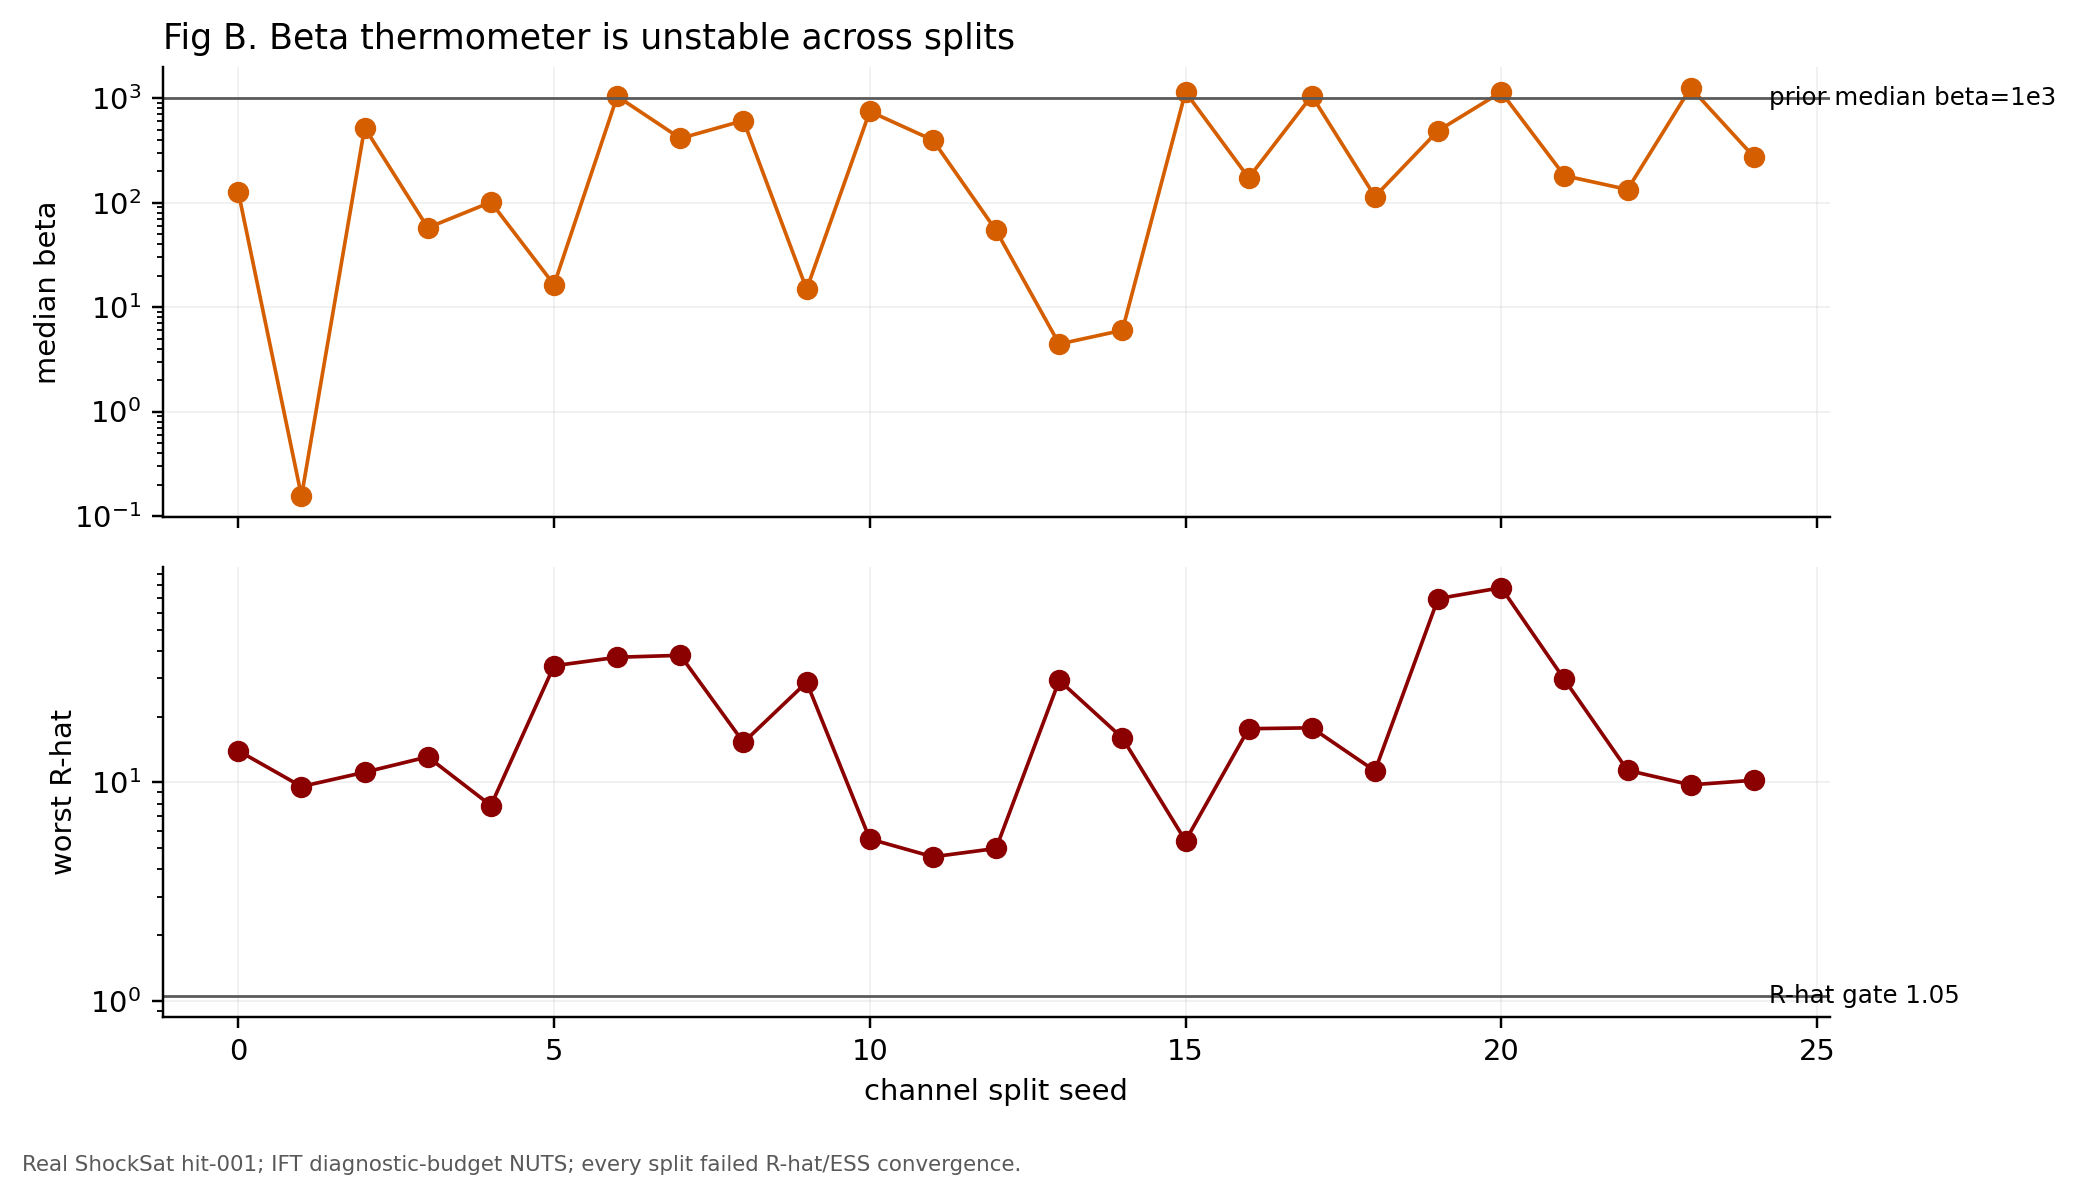 Fig B. Beta thermometer is unstable across splits
10³
10²
10¹
10⁰
10⁻¹
median beta
prior median beta=1e3
10¹
10⁰
worst R-hat
R-hat gate 1.05
0 5 10 15 20 25
channel split seed
Real ShockSat hit-001; IFT diagnostic-budget NUTS; every split failed R-hat/ESS convergence.